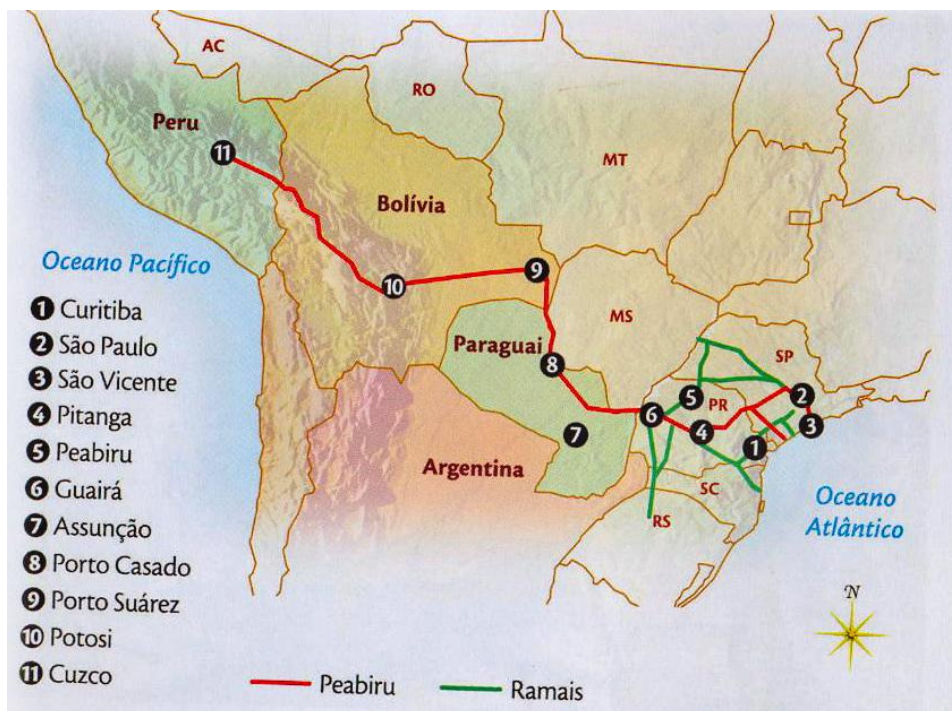 AC
RO
Peru
MT
11
Bolívia
Oceano Pacífico
9
10
MS
1 Curitiba
2 São Paulo
3 São Vicente
4 Pitanga
5 Peabiru
6 Guairá
7 Assunção
8 Porto Casado
9 Porto Suárez
10 Potosi
11 Cuzco
Paraguai
8
SP
5
PR
2
6
4
3
7
1
Argentina
SC
RS
Oceano
Atlântico
N
Peabiru
Ramais